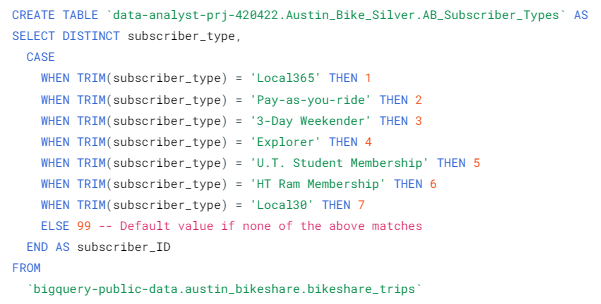 CREATE TABLE `data-analyst-prj-420422.Austin_Bike_Silver.AB_Subscriber_Types` AS
SELECT DISTINCT subscriber_type,
  CASE
    WHEN TRIM(subscriber_type) = 'Local365' THEN 1
    WHEN TRIM(subscriber_type) = 'Pay-as-you-ride' THEN 2
    WHEN TRIM(subscriber_type) = '3-Day Weekender' THEN 3
    WHEN TRIM(subscriber_type) = 'Explorer' THEN 4
    WHEN TRIM(subscriber_type) = 'U.T. Student Membership' THEN 5
    WHEN TRIM(subscriber_type) = 'HT Ram Membership' THEN 6
    WHEN TRIM(subscriber_type) = 'Local30' THEN 7
    ELSE 99 -- Default value if none of the above matches
  END AS subscriber_ID
FROM
  `bigquery-public-data.austin_bikeshare.bikeshare_trips`